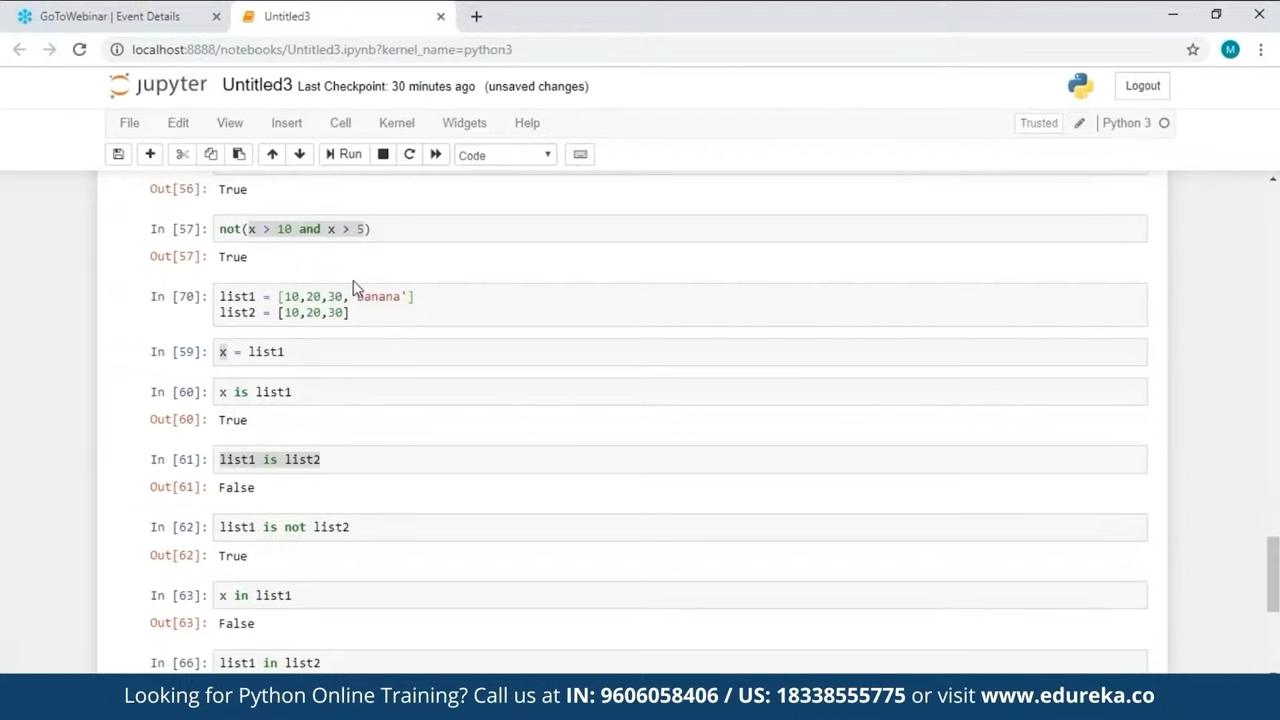 GoToWebinar | Event Details
Untitled3
localhost:8888/notebooks/Untitled3.ipynb?kernel_name=python3
M
jupyter Untitled3 Last Checkpoint: 30 minutes ago (unsaved changes)
Logout
File Edit View Insert Cell Kernel Widgets Help
Trusted Python 3
Run Code
Out[56]: True
In [57]: not(x > 10 and x > 5)
Out[57]: True
In [70]: list1 = [10,20,30,'banana']
list2 = [10,20,30]
In [59]: x = list1
In [60]: x is list1
Out[60]: True
In [61]: list1 is list2
Out[61]: False
In [62]: list1 is not list2
Out[62]: True
In [63]: x in list1
Out[63]: False
In [66]: list1 in list2
Looking for Python Online Training? Call us at IN: 9606058406 / US: 18338555775 or visit www.edureka.co